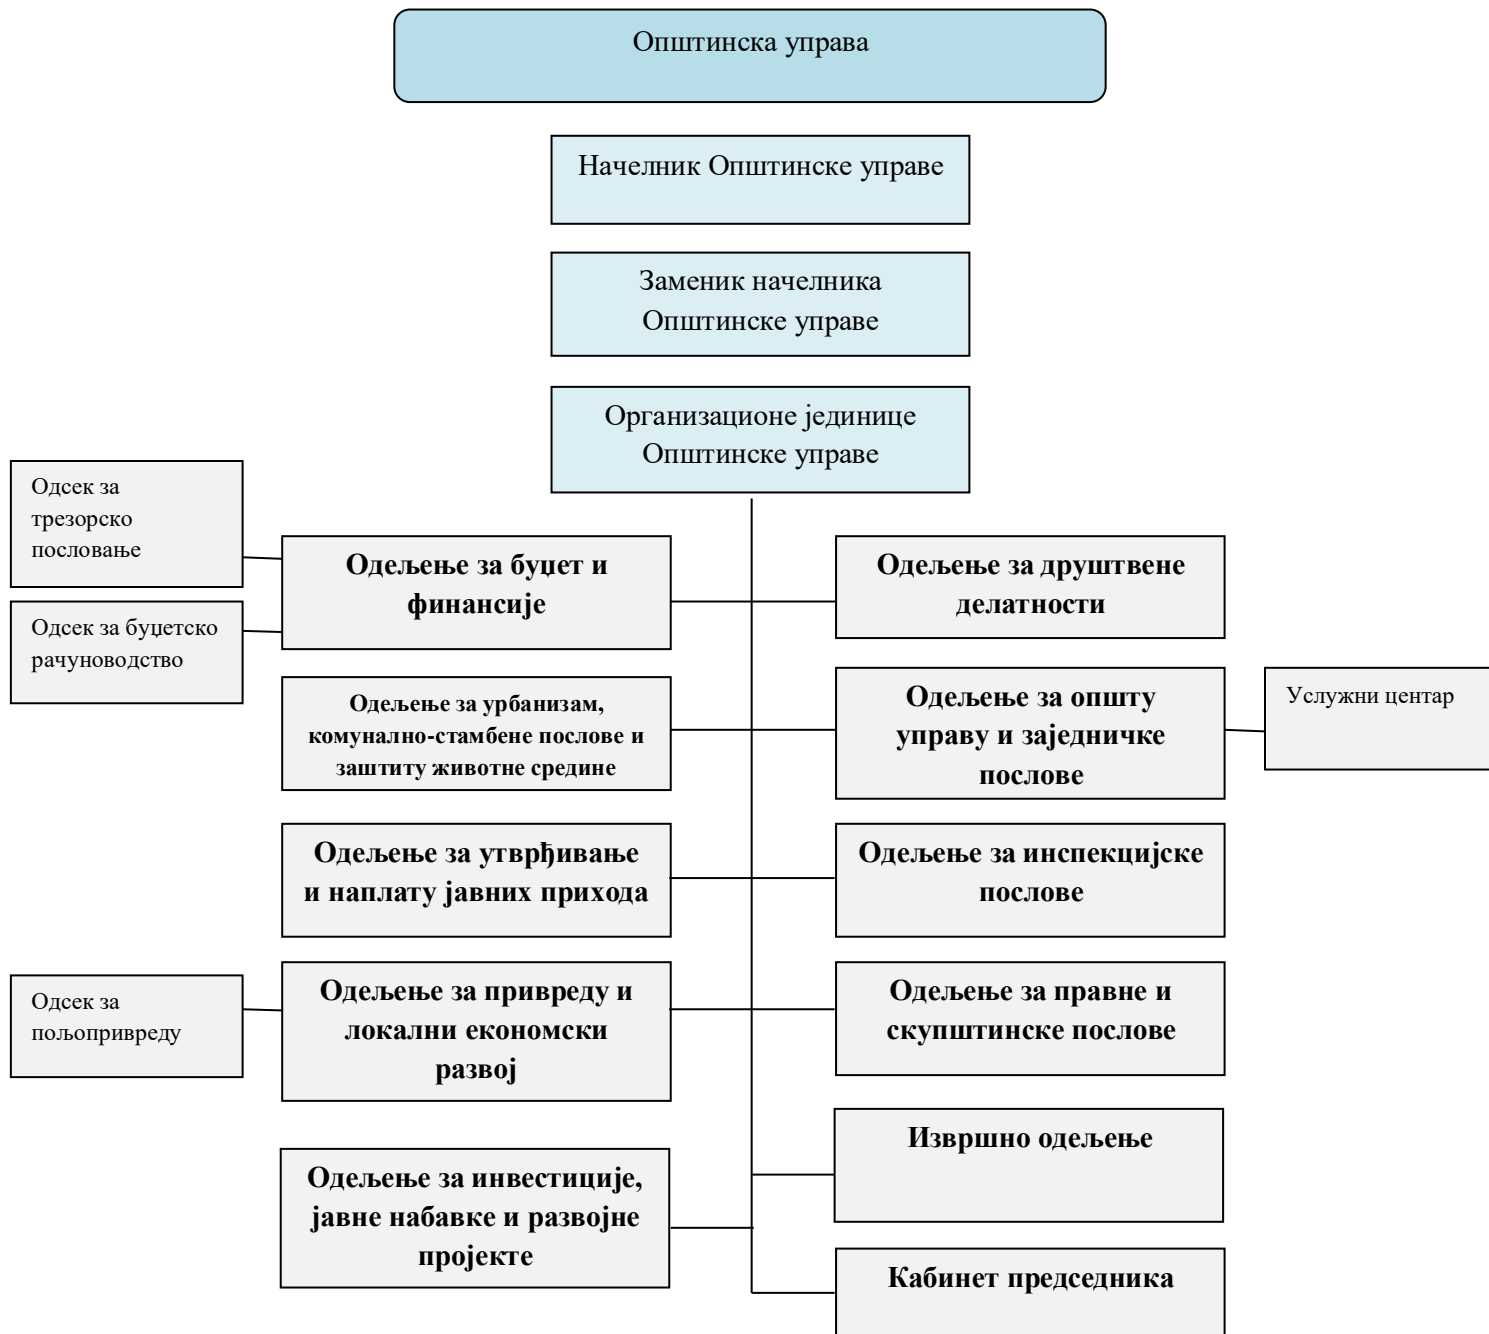 Општинска управа
Начелник Општинске управе
Заменик начелника
Општинске управе
Организационе јединице
Општинске управе
Одсек за
трезорско
пословање
Одељење за буџет и
финансије
Одељење за друштвене
делатности
Одсек за буџетско
рачуноводство
Одељење за урбанизам,
комунално-стамбене послове и
заштиту животне средине
Одељење за општу
управу и заједничке
послове
Услужни центар
Одељење за утврђивање
и наплату јавних прихода
Одељење за инспекцијске
послове
Одсек за
пољопривреду
Одељење за привреду и
локални економски
развој
Одељење за правне и
скупштинске послове
Извршно одељење
Одељење за инвестиције,
јавне набавке и развојне
пројекте
Кабинет председника